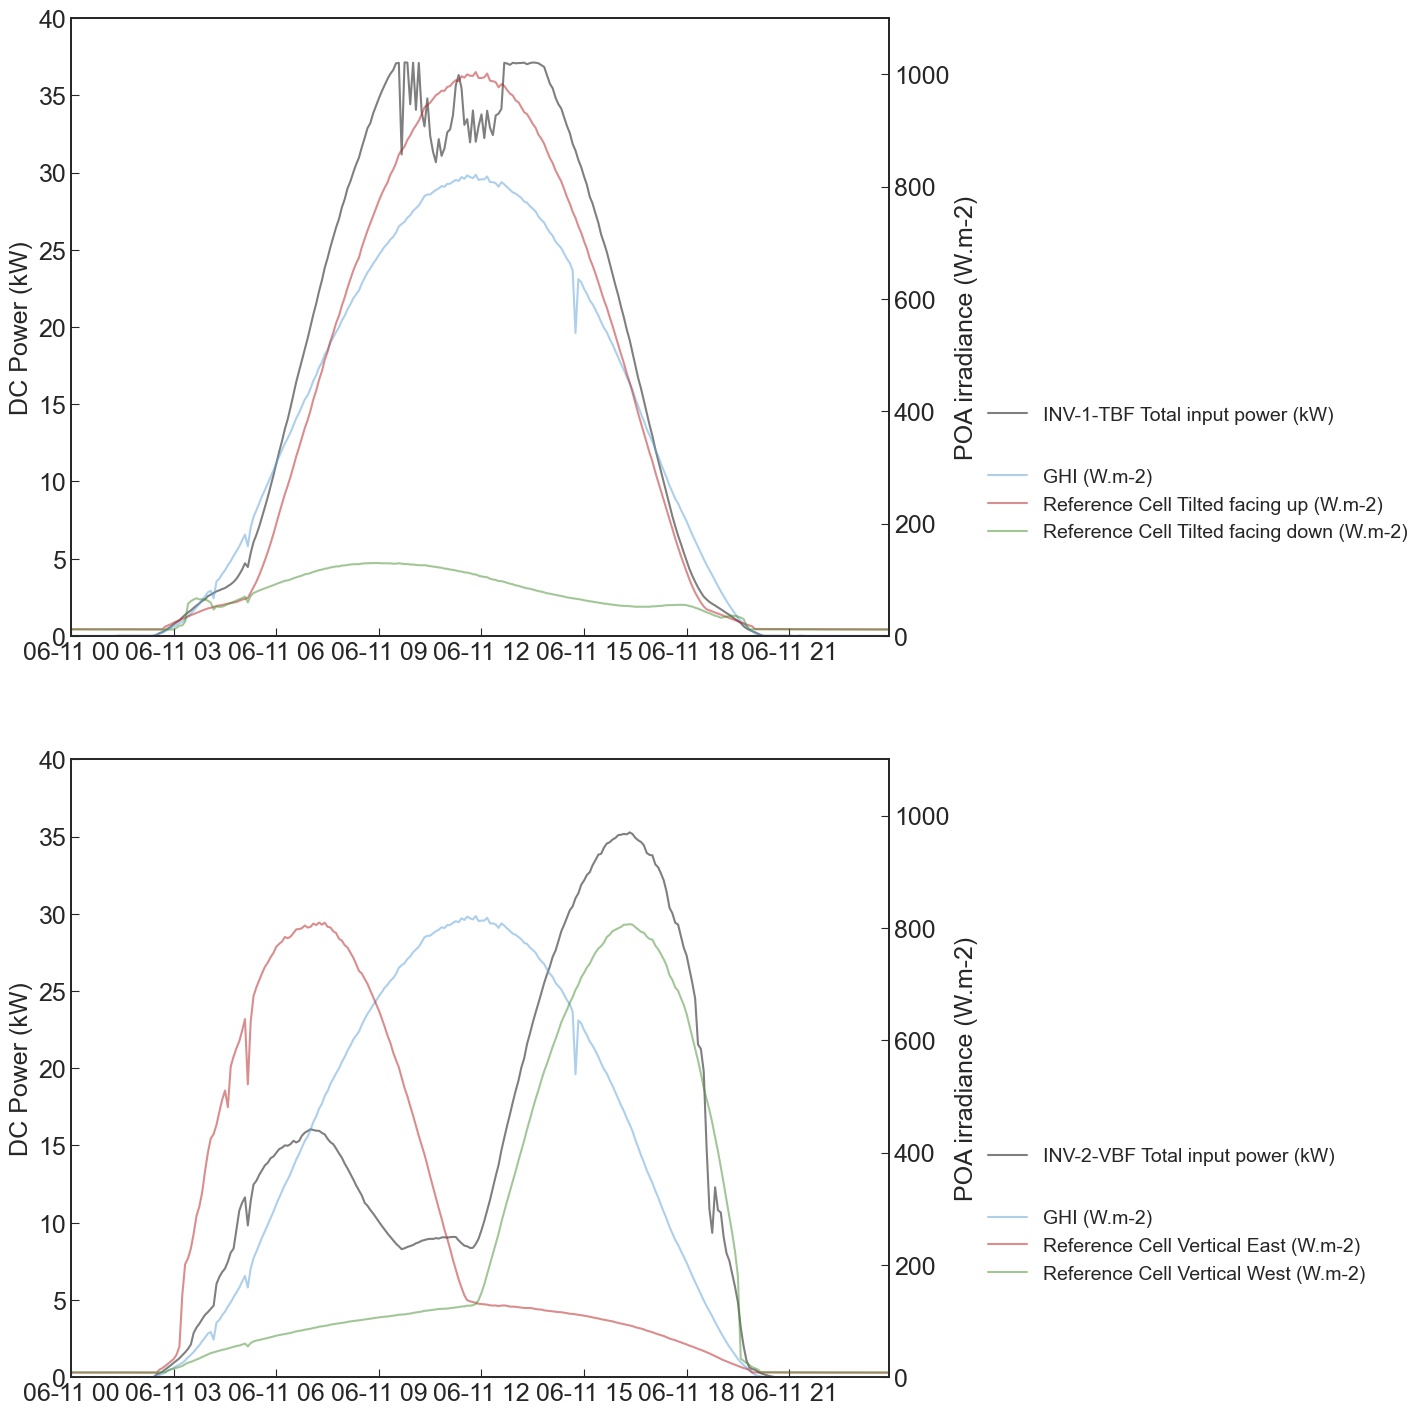 40
35
30
25
20
15
10
5
0
DC Power (kW)
1000
800
600
400
200
0
POA irradiance (W.m-2)
06-11 00 06-11 03 06-11 06 06-11 09 06-11 12 06-11 15 06-11 18 06-11 21
INV-1-TBF Total input power (kW)
GHI (W.m-2)
Reference Cell Tilted facing up (W.m-2)
Reference Cell Tilted facing down (W.m-2)
40
35
30
25
20
15
10
5
0
DC Power (kW)
1000
800
600
400
200
0
POA irradiance (W.m-2)
06-11 00 06-11 03 06-11 06 06-11 09 06-11 12 06-11 15 06-11 18 06-11 21
INV-2-VBF Total input power (kW)
GHI (W.m-2)
Reference Cell Vertical East (W.m-2)
Reference Cell Vertical West (W.m-2)